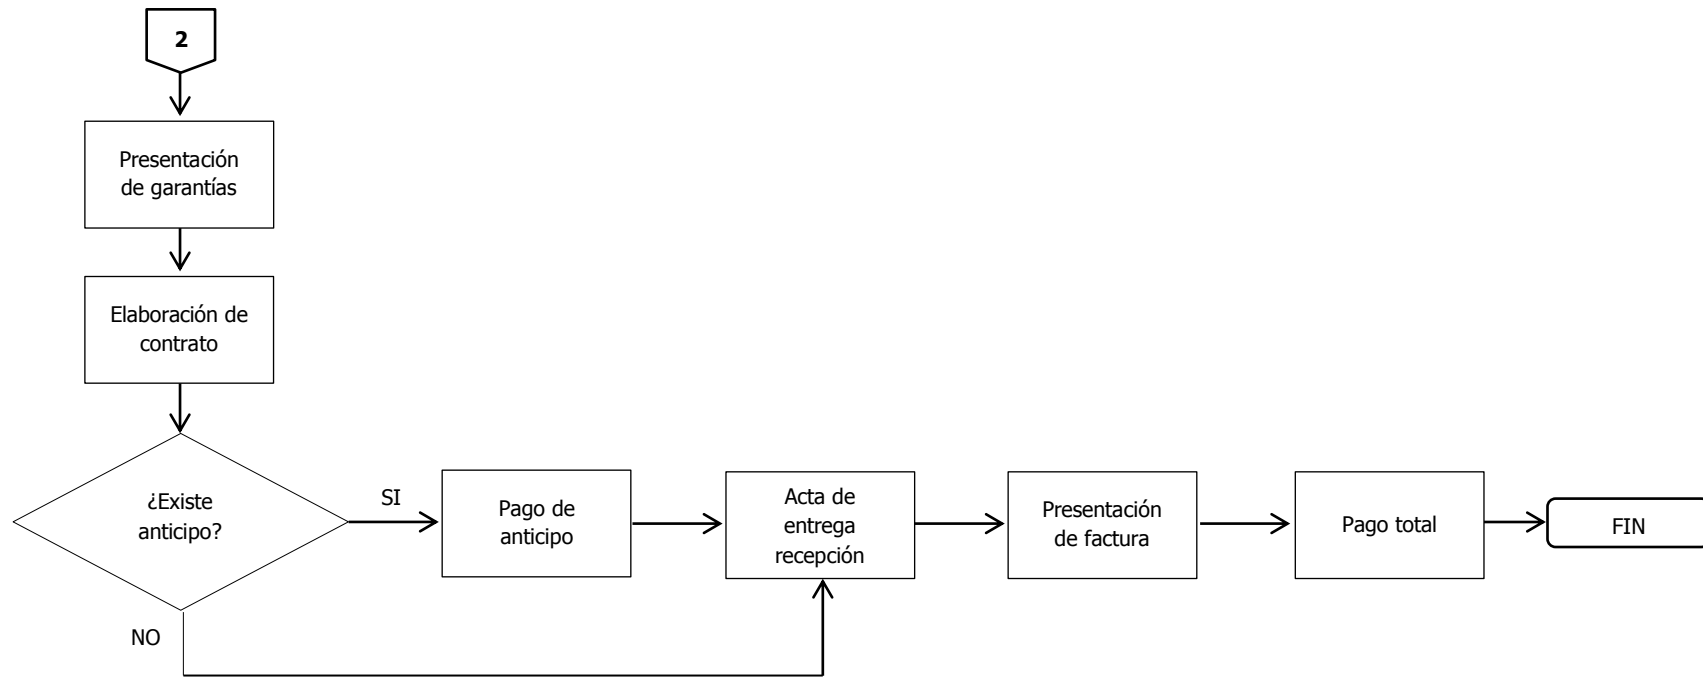 2
Presentación
de garantías
Elaboración de
contrato
¿Existe
anticipo?
SI
NO
Pago de
anticipo
Acta de
entrega
recepción
Presentación
de factura
Pago total
FIN